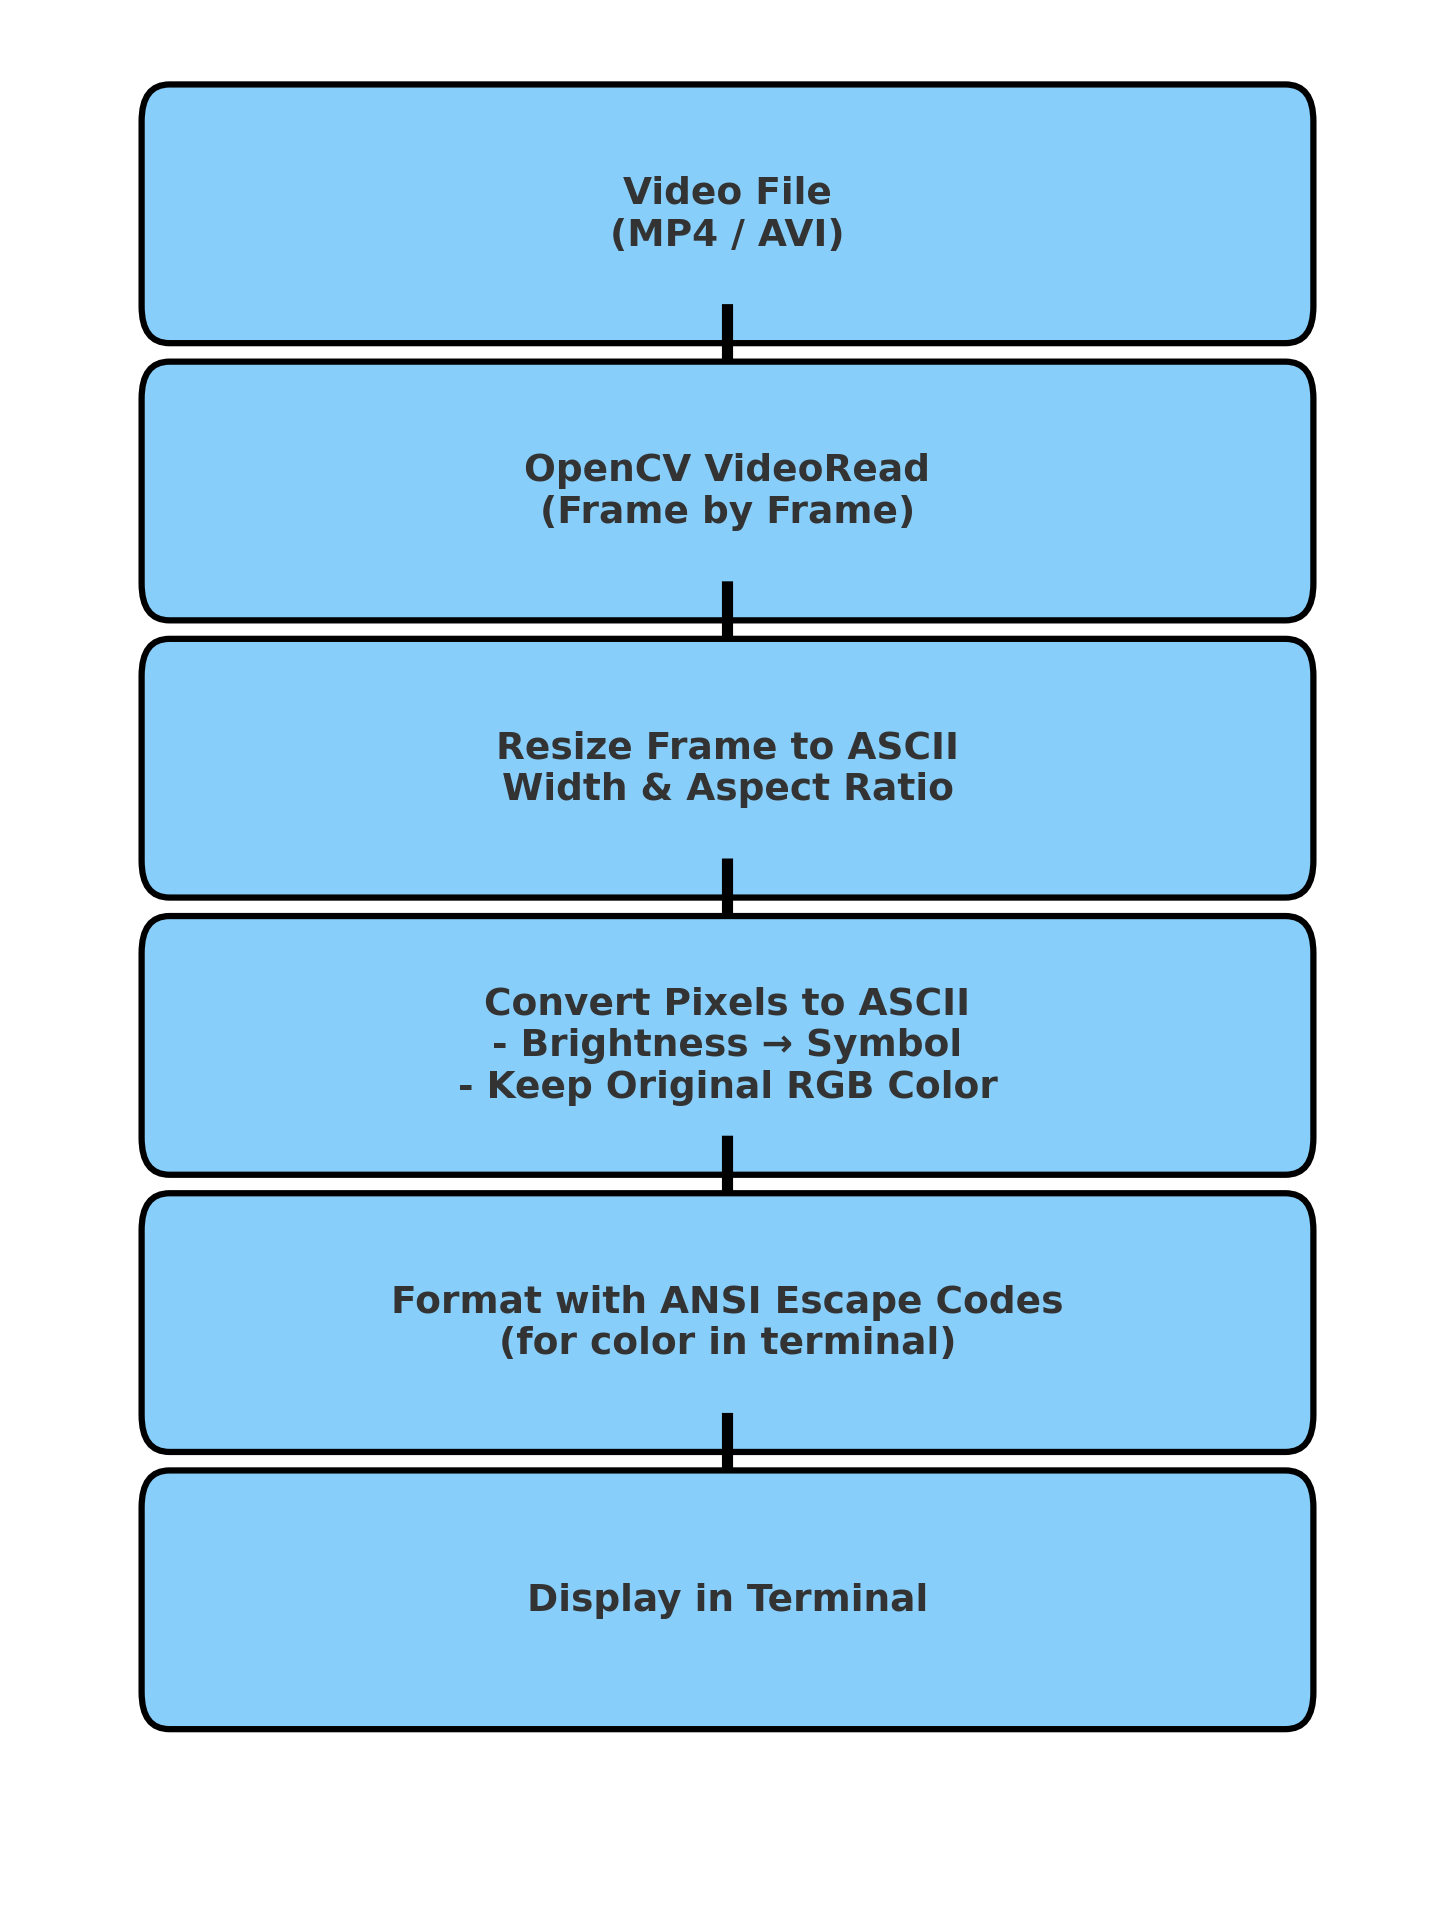 Video File
(MP4 / AVI)
OpenCV VideoRead
(Frame by Frame)
Resize Frame to ASCII
Width & Aspect Ratio
Convert Pixels to ASCII
- Brightness → Symbol
- Keep Original RGB Color
Format with ANSI Escape Codes
(for color in terminal)
Display in Terminal